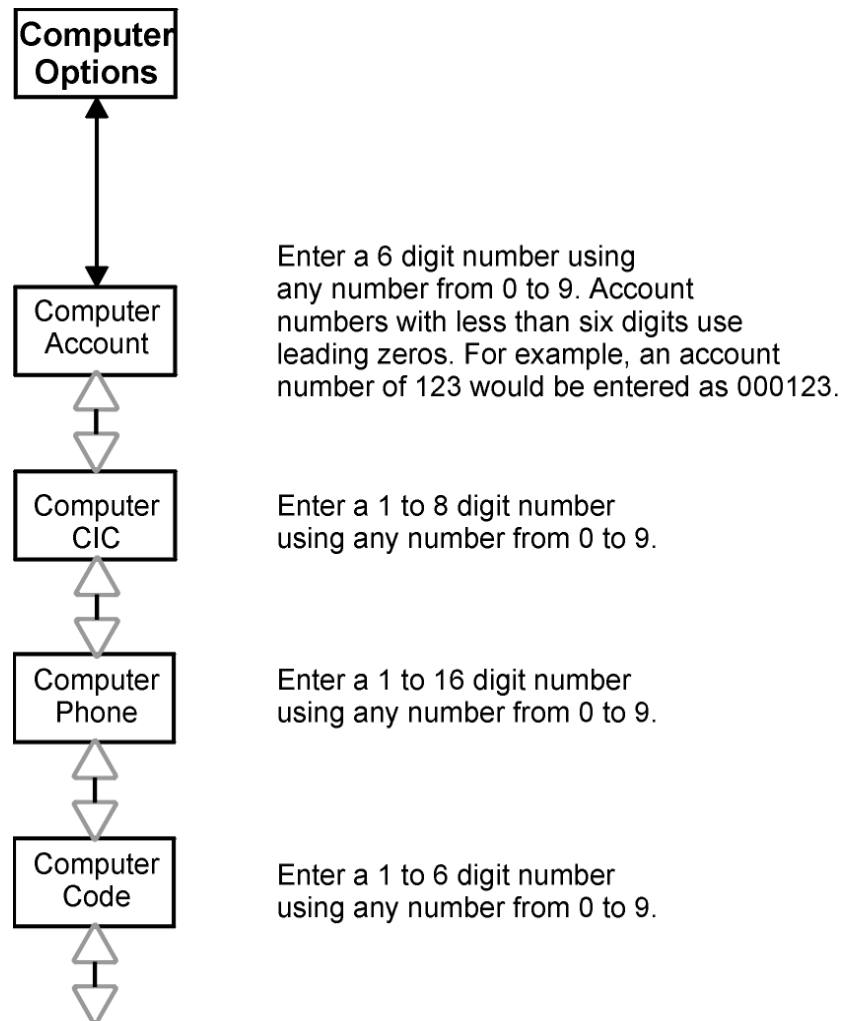 Computer
Options
Computer
Account
Enter a 6 digit number using
any number from 0 to 9. Account
numbers with less than six digits use
leading zeros. For example, an account
number of 123 would be entered as 000123.
Computer
CIC
Enter a 1 to 8 digit number
using any number from 0 to 9.
Computer
Phone
Enter a 1 to 16 digit number
using any number from 0 to 9.
Computer
Code
Enter a 1 to 6 digit number
using any number from 0 to 9.